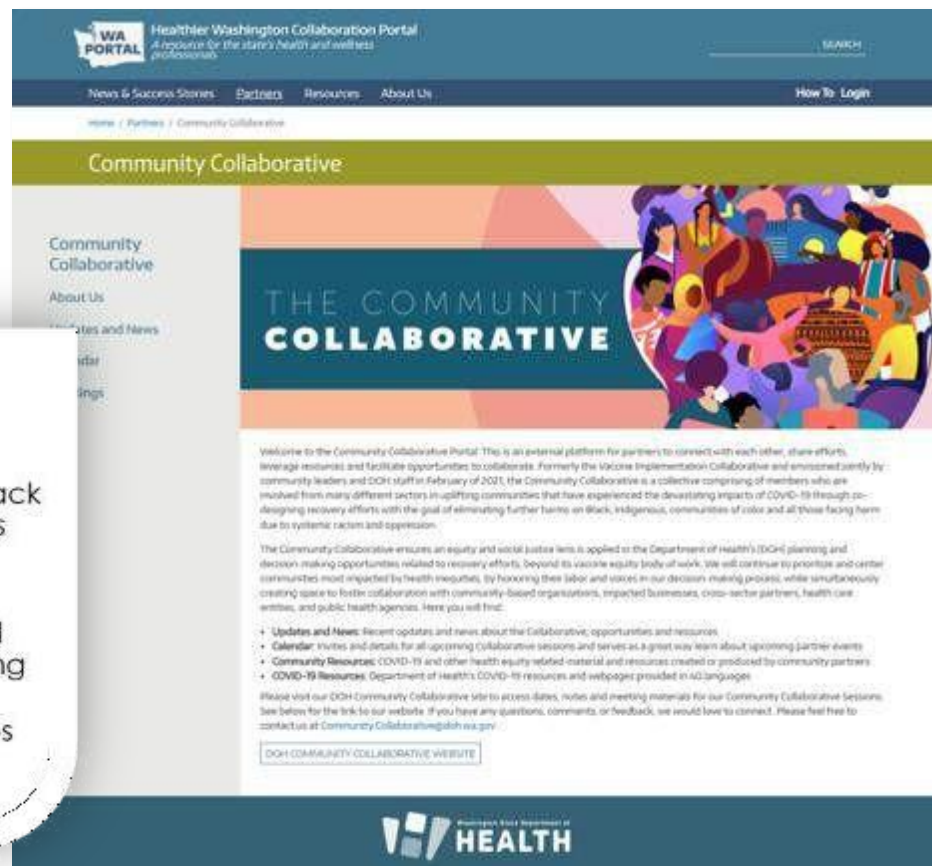 WA
PORTAL
Healthier Washington Collaboration Portal
A resource for the state's health and wellness
professionals
SEARCH
News & Success Stories Partners Resources About Us
How To Login
Home / Partners / Community Collaborative
Community Collaborative
Community
Collaborative
About Us
tes and News
dar
ings
THE COMMUNITY
COLLABORATIVE
ack
s
ng
s
Welcome to the Community Collaborative Portal! This is an external platform for partners to connect with each other, share efforts,
leverage resources and facilitate opportunities to collaborate. Formerly the Vaccine Implementation Collaborative and envisioned jointly by
community leaders and DOH staff in February of 2021, the Community Collaborative is a collective comprising of members who are
involved from many different sectors in uplifting communities that have experienced the devastating impacts of COVID-19 through co-
designing recovery efforts with the goal of eliminating further harms on Black, Indigenous, communities of color and all those facing harm
due to systemic racism and oppression.
The Community Collaborative ensures an equity and social justice lens is applied in the Department of Health's (DOH) planning and
decision-making opportunities related to recovery efforts, beyond its vaccine equity body of work. We will continue to prioritize and center
communities most impacted by health inequities, by honoring their labor and voices in our decision-making process, while simultaneously
creating space to foster collaboration with community-based organizations, impacted businesses, cross-sector partners, health care
entities, and public health agencies. Here you will find:
• Updates and News: Recent updates and news about the Collaborative, opportunities and resources
• Calendar: Invites and details for all upcoming Collaborative sessions and serves as a great way learn about upcoming partner events
• Community Resources: COVID-19 and other health equity related material and resources created or produced by community partners
• COVID-19 Resources: Department of Health's COVID-19 resources and webpages provided in 40 languages
Please visit our DOH Community Collaborative site to access dates, notes and meeting materials for our Community Collaborative Sessions.
See below for the link to our website. If you have any questions, comments, or feedback, we would love to connect. Please feel free to
contact us at Community.Collaborative@doh.wa.gov
DOH COMMUNITY COLLABORATIVE WEBSITE
Washington State Department of
HEALTH